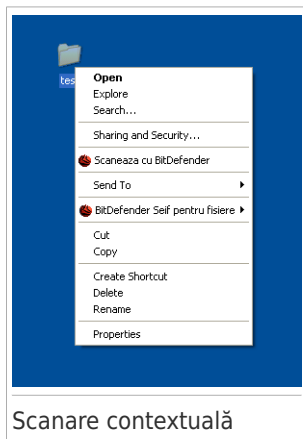 tes
Open
Explore
Search...
Sharing and Security...
Scaneaza cu BitDefender
Send To
BitDefender Seif pentru fisiere
Cut
Copy
Create Shortcut
Delete
Rename
Properties
Scanare contextuală